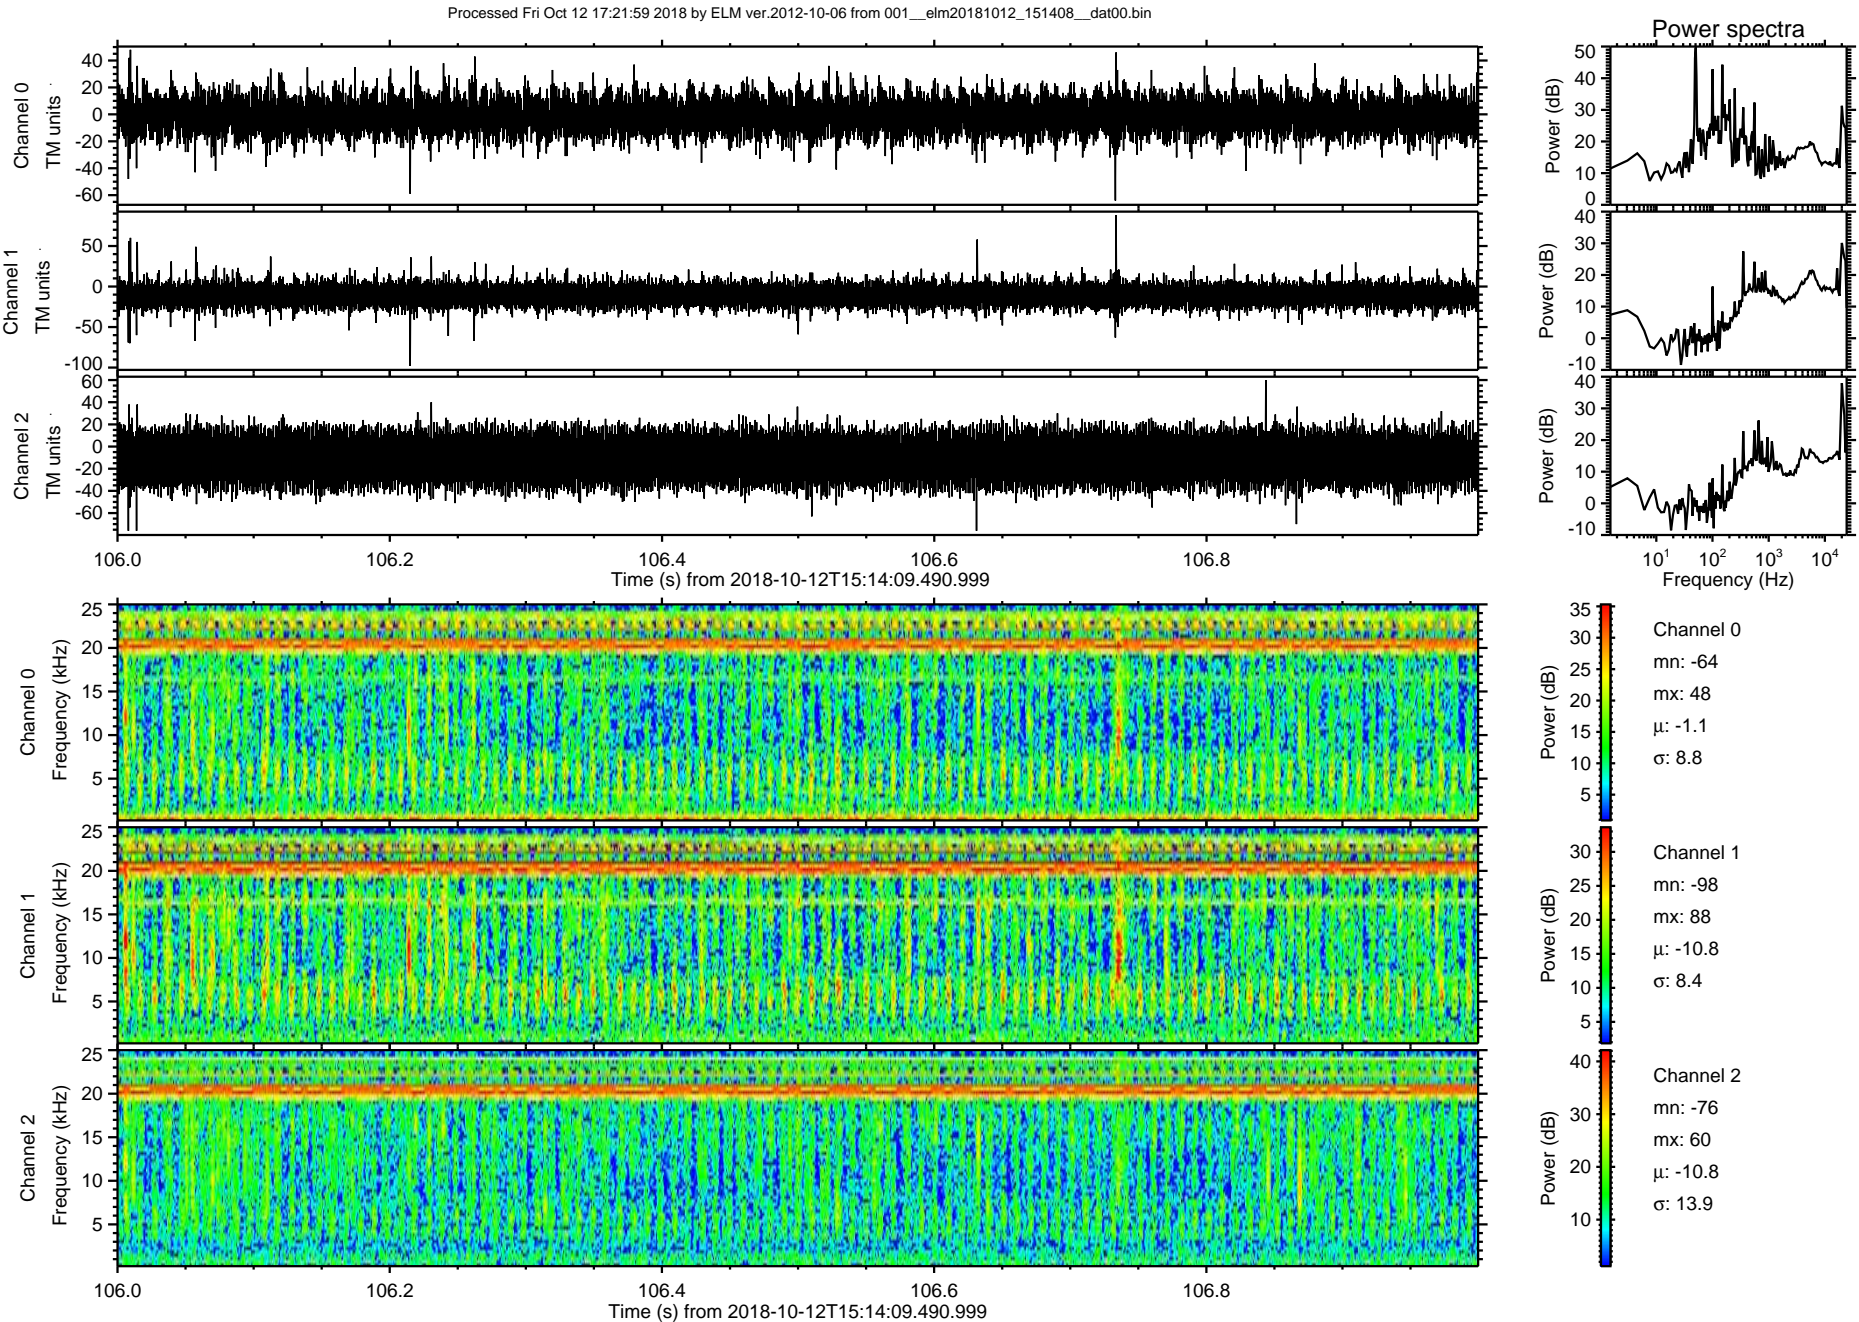 Processed Fri Oct 12 17:21:59 2018 by ELM ver.2012-10-06 from 001__elm20181012_151408__dat00.bin
Power spectra
Channel 0
TM units
40
20
0
-20
-40
-60
Power (dB)
50
40
30
20
10
0
Channel 1
TM units
50
0
-50
-100
Power (dB)
40
30
20
10
0
-10
Channel 2
TM units
60
40
20
0
-20
-40
-60
Power (dB)
40
30
20
10
0
-10
106.0 106.2 106.4 106.6 106.8
Time (s) from 2018-10-12T15:14:09.490.999
10^1 10^2 10^3 10^4
Frequency (Hz)
Channel 0
Frequency (kHz)
25
20
15
10
5
Power (dB)
35
30
25
20
15
10
5
Channel 0
mn: -64
mx: 48
μ: -1.1
σ: 8.8
Channel 1
Frequency (kHz)
25
20
15
10
5
Power (dB)
30
25
20
15
10
5
Channel 1
mn: -98
mx: 88
μ: -10.8
σ: 8.4
Channel 2
Frequency (kHz)
25
20
15
10
5
Power (dB)
40
30
20
10
Channel 2
mn: -76
mx: 60
μ: -10.8
σ: 13.9
106.0 106.2 106.4 106.6 106.8
Time (s) from 2018-10-12T15:14:09.490.999